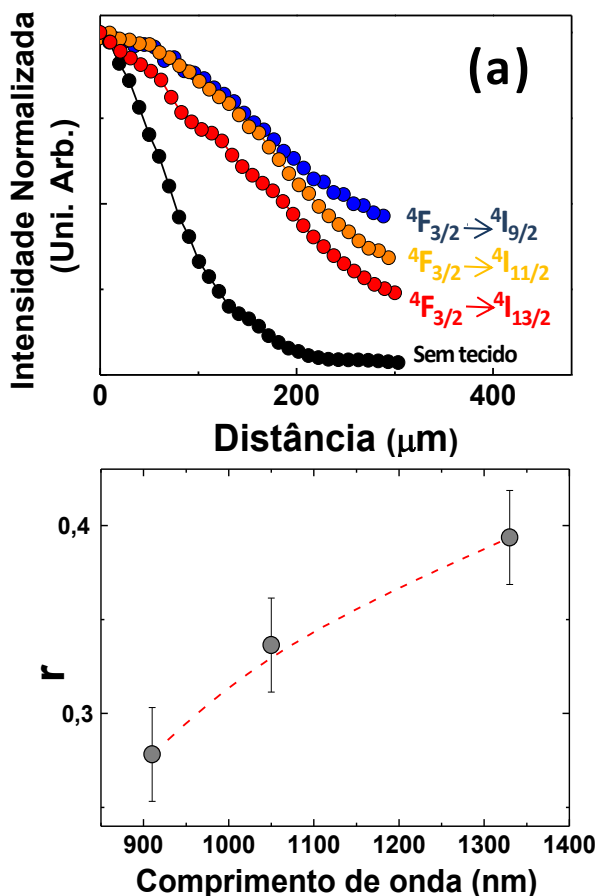 Intensidade Normalizada
(Uni. Arb.)
(a)
⁴F₃/₂→⁴I₉/₂
⁴F₃/₂→⁴I₁₁/₂
⁴F₃/₂→⁴I₁₃/₂
Sem tecido
0 200 400
Distância (μm)
0,4
r
0,3
900 1000 1100 1200 1300 1400
Comprimento de onda (nm)